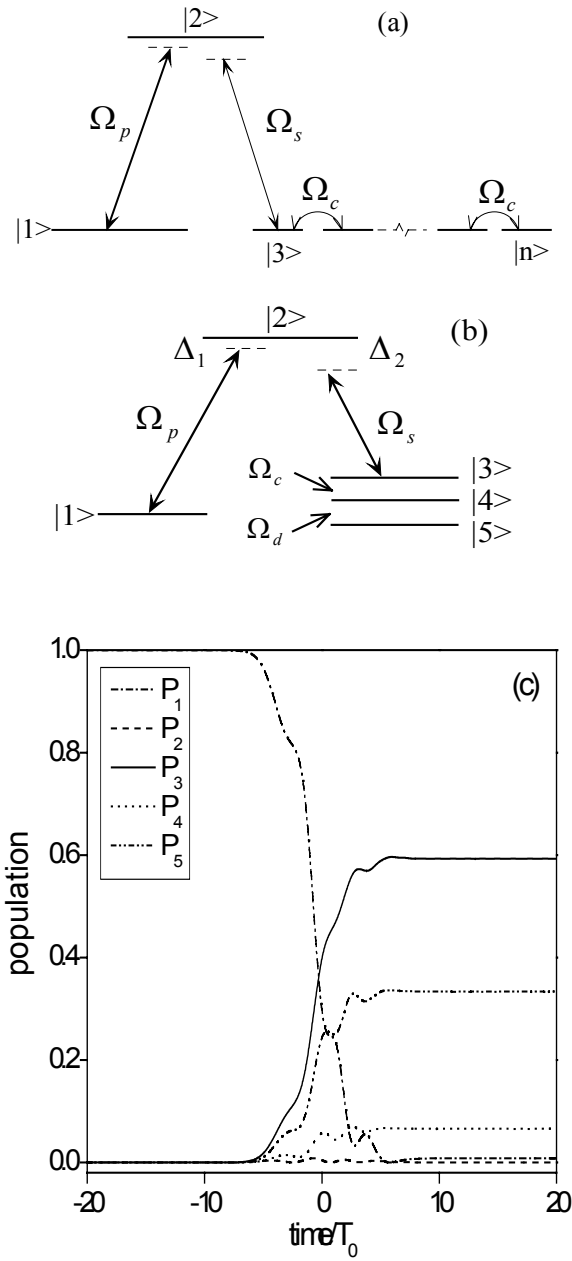 |2> (a)
Ω_p Ω_s
Ω_c Ω_c
|1> |3> |n>
|2> (b)
Δ_1 Δ_2
Ω_p Ω_s
Ω_c |3>
|1> |4>
Ω_d |5>
(c)
P_1
P_2
P_3
P_4
P_5
1.0
0.8
0.6
0.4
0.2
0.0
population
-20 -10 0 10 20
time/T_0